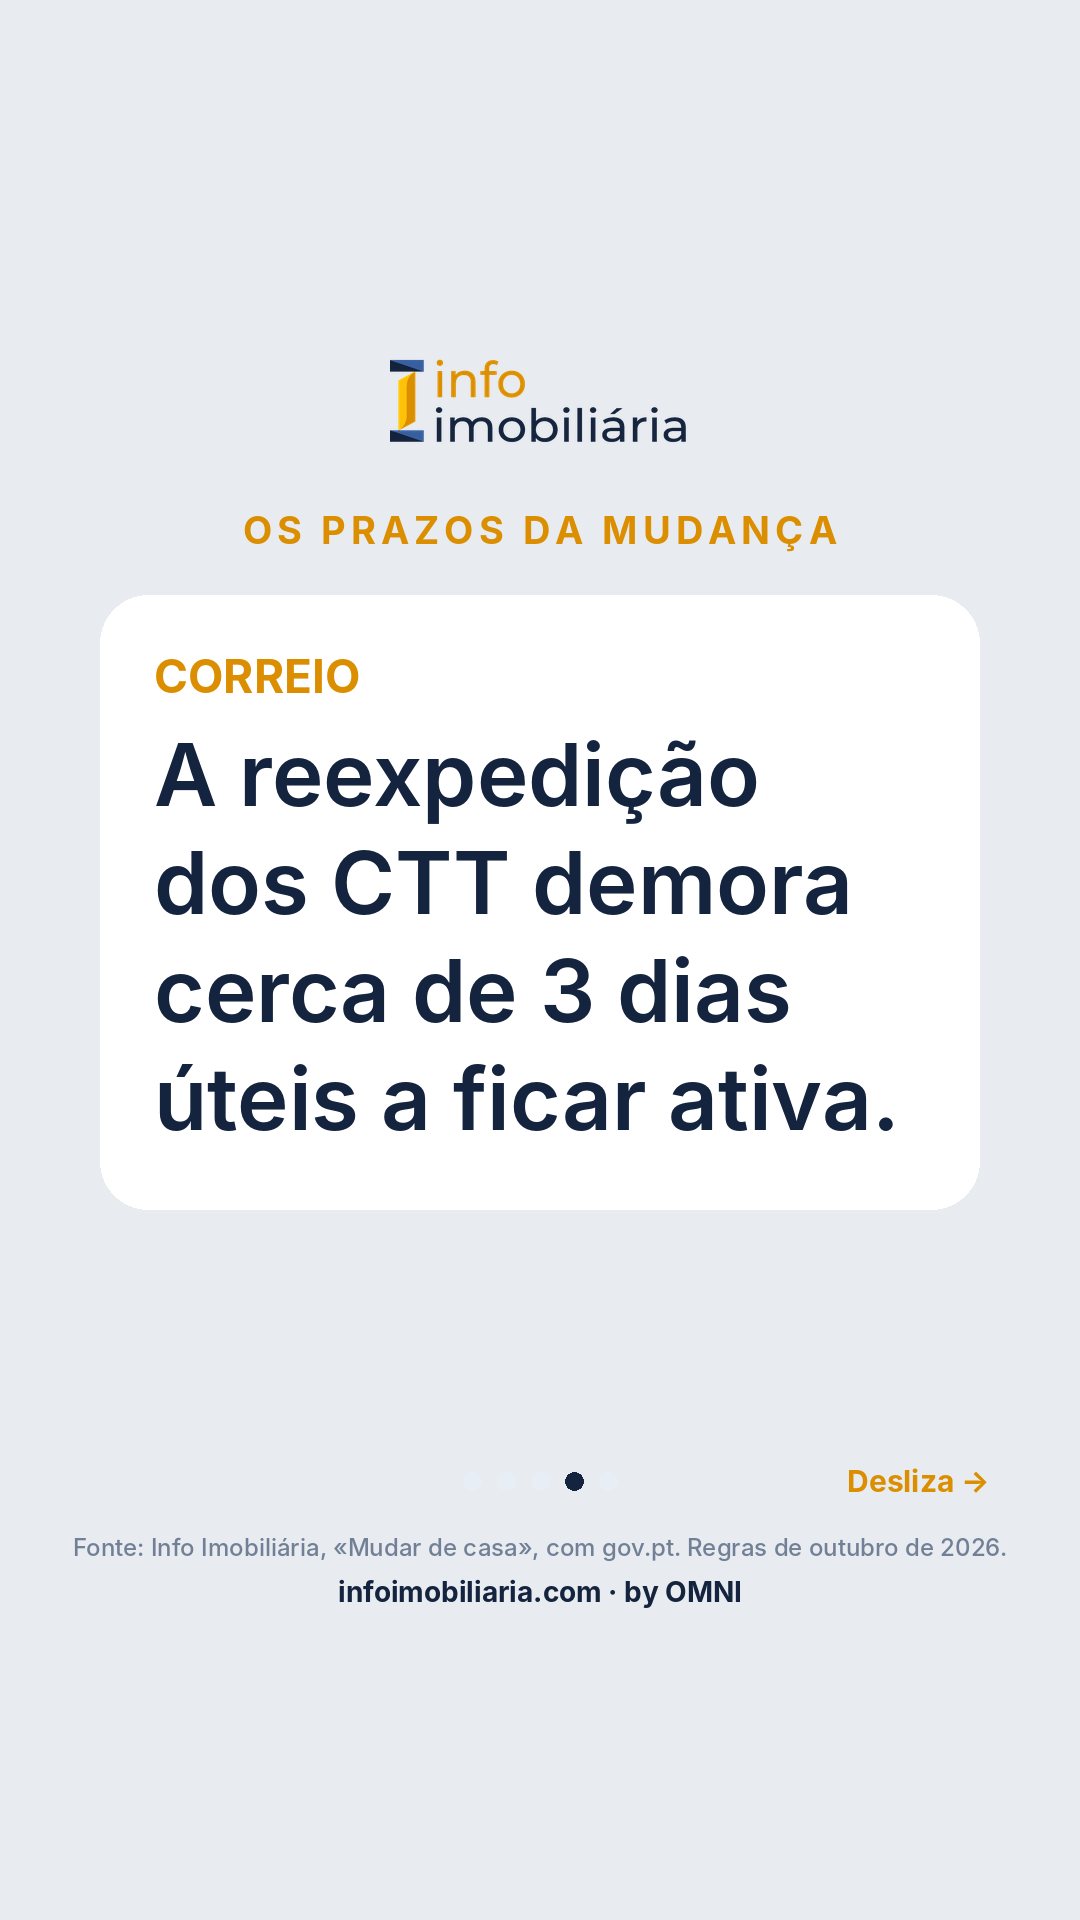 info
imobiliária
OS PRAZOS DA MUDANÇA
CORREIO
A reexpedição
dos CTT demora
cerca de 3 dias
úteis a ficar ativa.
Desliza →
Fonte: Info Imobiliária, «Mudar de casa», com gov.pt. Regras de outubro de 2026.
infoimobiliaria.com · by OMNI